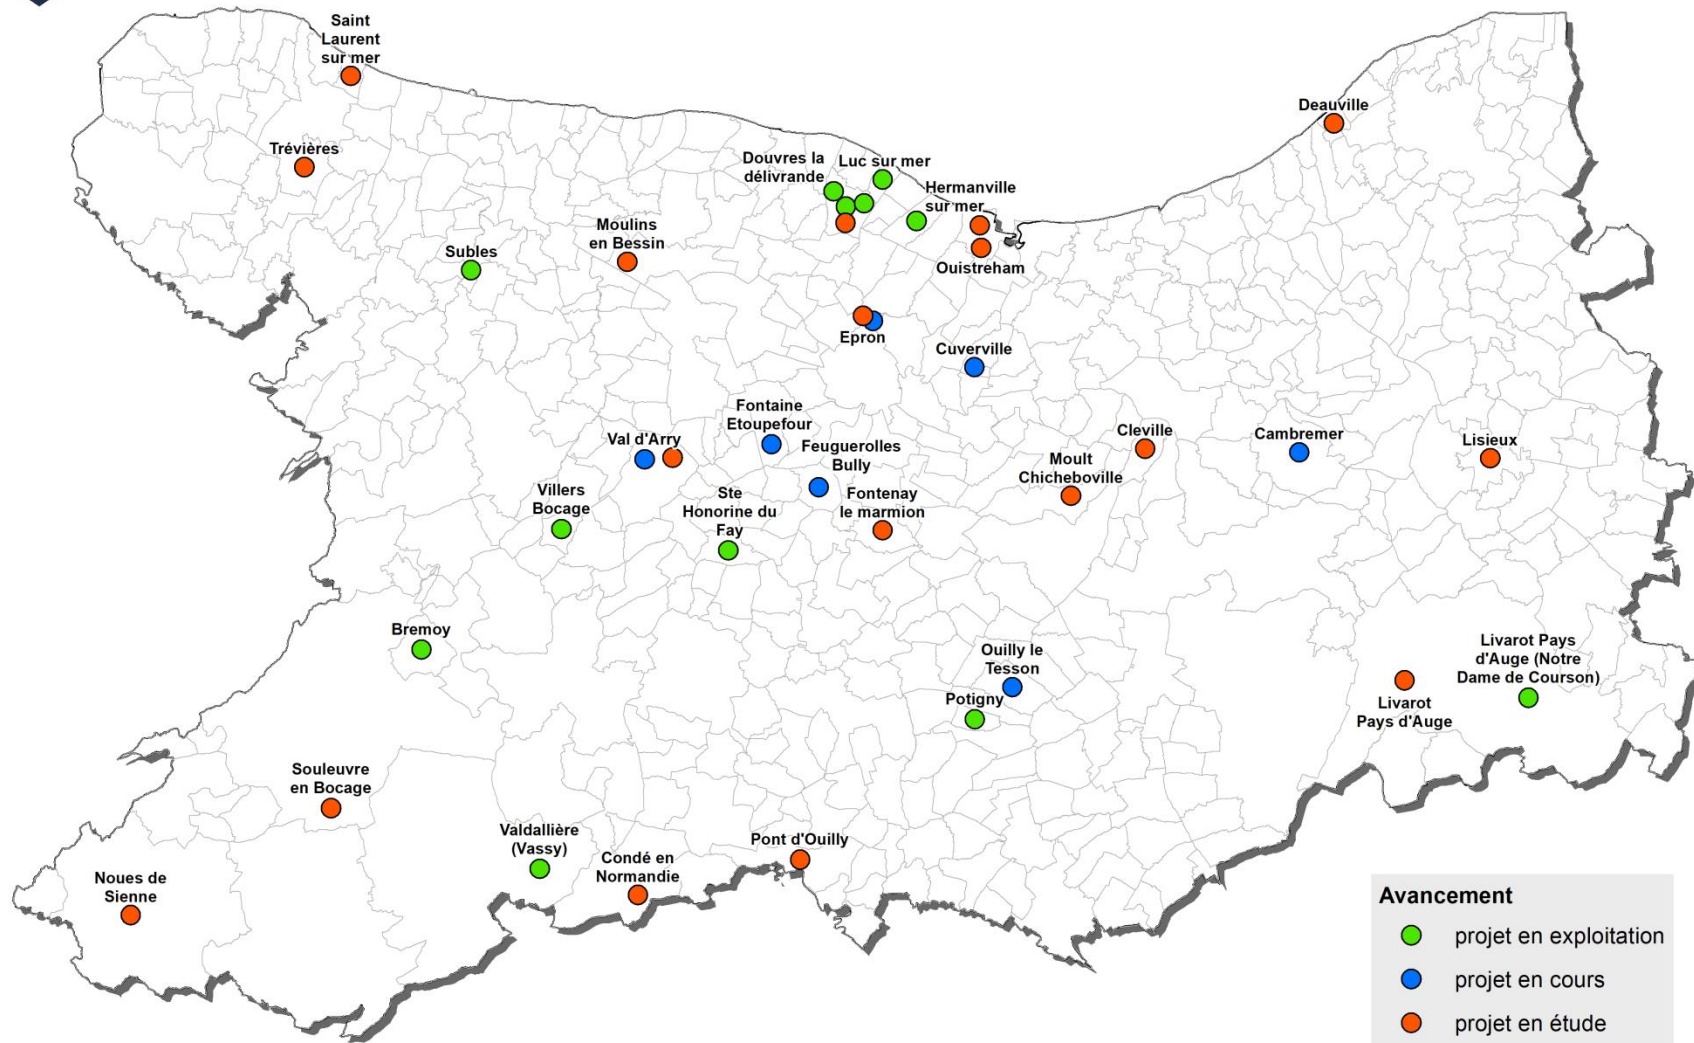 Saint
Laurent
sur mer
Deauville
Trévières
Douvres la
délivrande
Luc sur mer
Hermanville
sur mer
Moulins
en Bessin
Subles
Ouistreham
Epron
Cuverville
Fontaine
Etoupefour
Val d'Arry
Feuguerolles
Bully
Cleville
Cambremer
Lisieux
Moult
Chicheboville
Villers
Bocage
Ste
Honorine du
Fay
Fontenay
le marmion
Bremoy
Ouilly le
Tesson
Potigny
Livarot Pays
d'Auge (Notre
Dame de Courson)
Livarot
Pays d'Auge
Souleuvre
en Bocage
Valdallière
(Vassy)
Condé en
Normandie
Pont d'Ouilly
Noues de
Sienne
Avancement
projet en exploitation
projet en cours
projet en étude